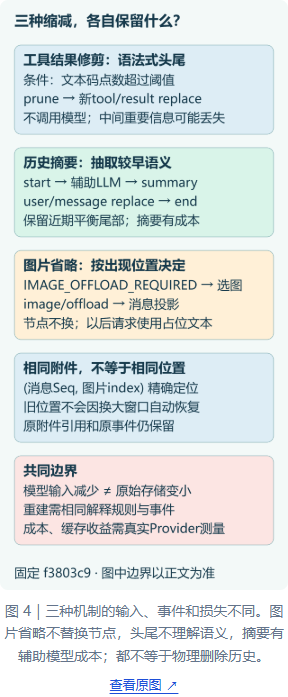 三种缩减，各自保留什么？
工具结果修剪：语法式头尾
条件：文本码点数超过阈值
prune → 新tool/result replace
不调用模型；中间重要信息可能丢失
历史摘要：抽取较早语义
start → 辅助LLM → summary
user/message replace → end
保留近期平衡尾部；摘要有成本
图片省略：按出现位置决定
IMAGE_OFFLOAD_REQUIRED → 选图
image/offload → 消息投影
节点不换；以后请求使用占位文本
相同附件，不等于相同位置
(消息Seq, 图片index) 精确定位
旧位置不会因换大窗口自动恢复
原附件引用和原事件仍保留
共同边界
模型输入减少 ≠ 原始存储变小
重建需相同解释规则与事件
成本、缓存收益需真实Provider测量
固定 f3803c9 · 图中边界以正文为准
图 4｜三种机制的输入、事件和损失不同。图
片省略不替换节点，头尾不理解语义，摘要有
辅助模型成本；都不等于物理删除历史。
查看原图 ↗